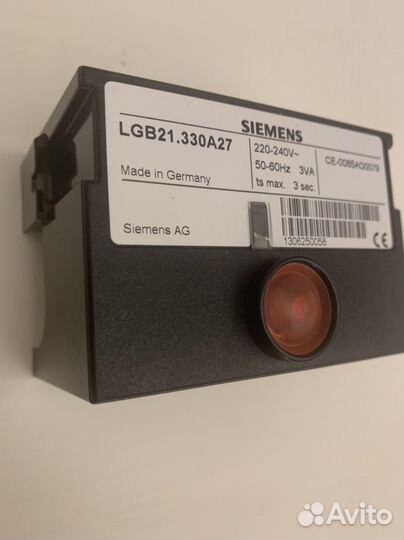 SIEMENS
LGB21.330A27
220-240V~
50-60Hz 3VA
ts max. 3 sec.
CE-0085AO0079
Made in Germany
Siemens AG
1306250058
CE
Avito